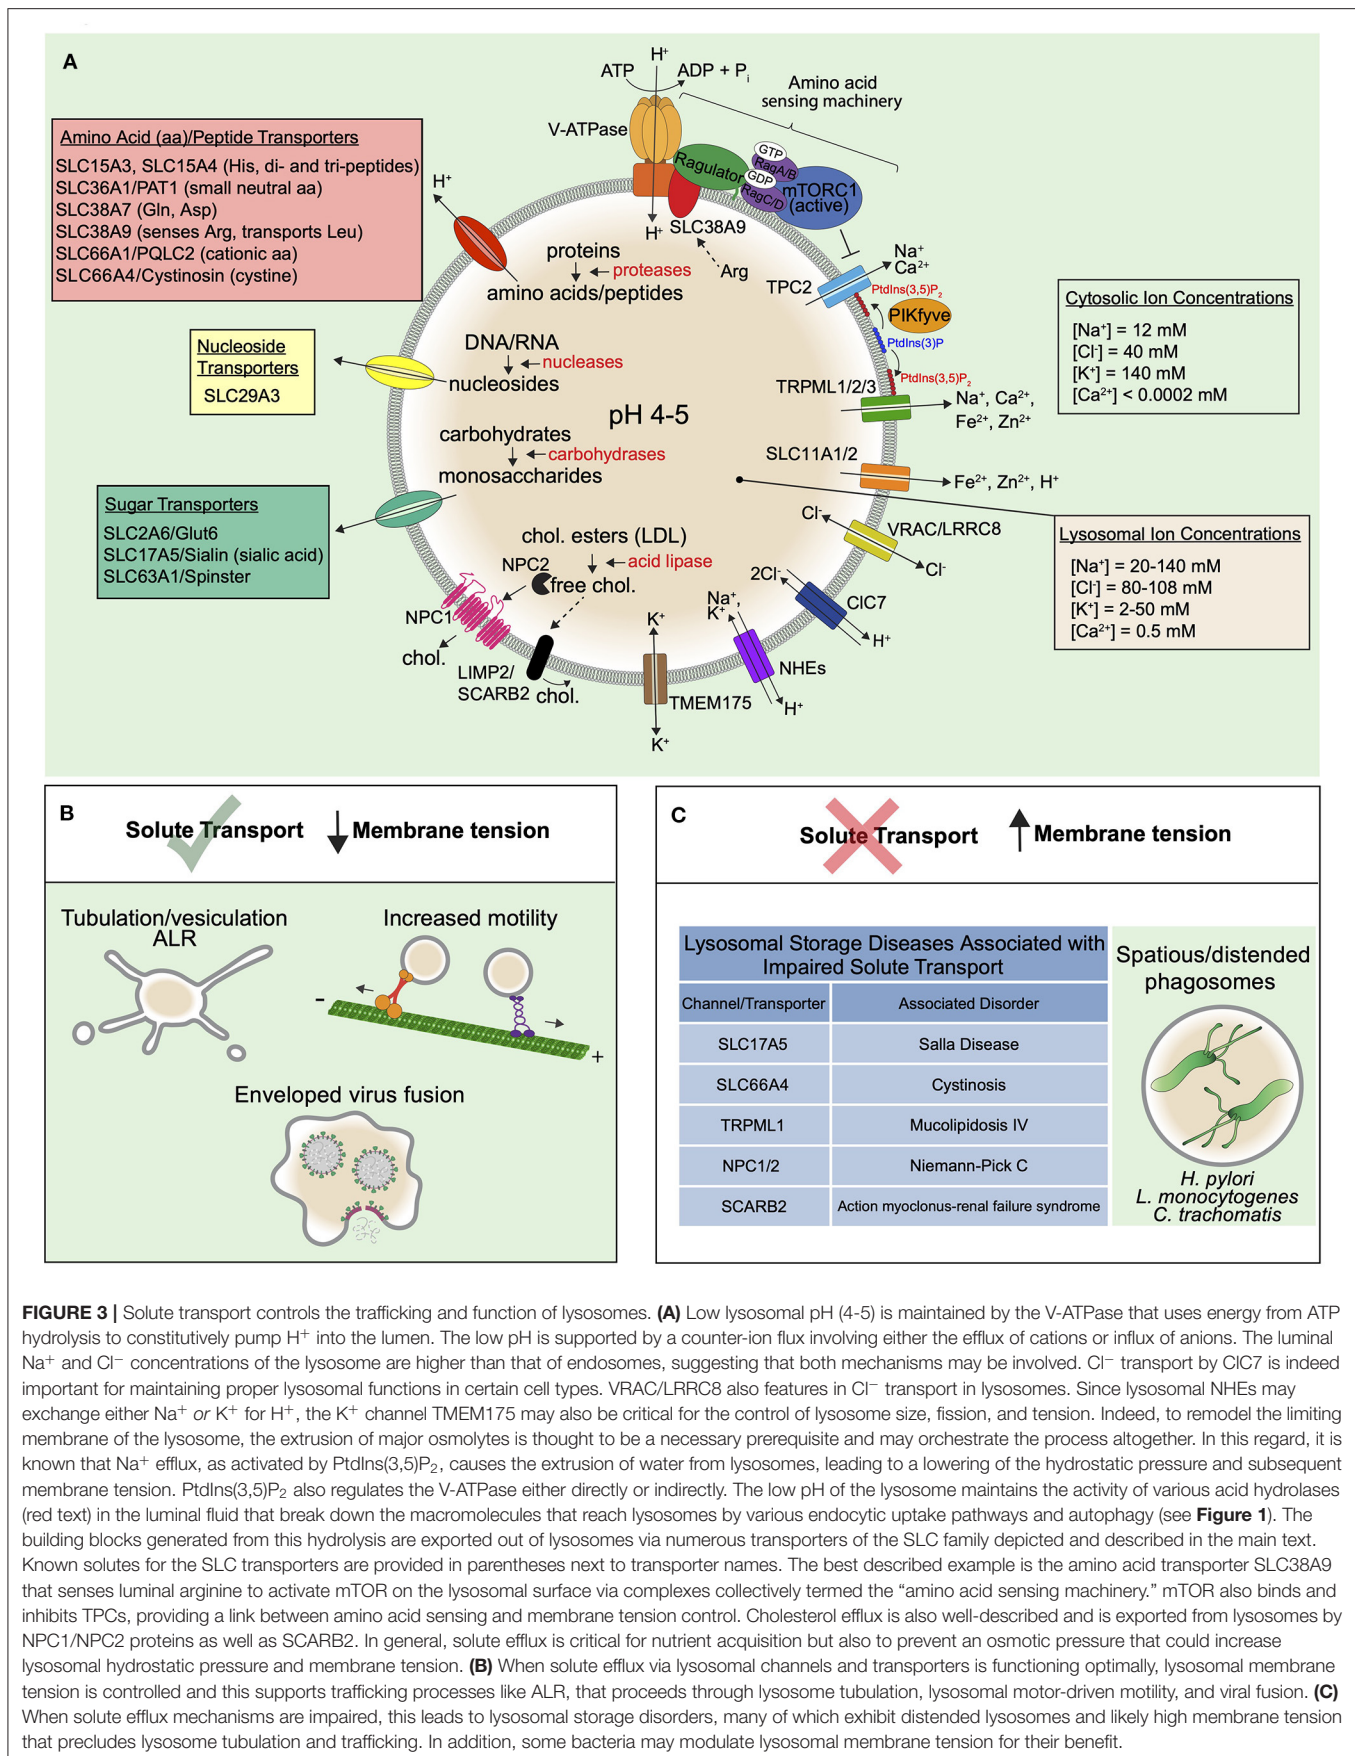 A
H⁺
ATP
ADP + Pi
Amino acid
sensing machinery
V-ATPase
Ragulator
GTP
RagA/B
GDP
RagC/D
mTORC1
(active)
H⁺
SLC38A9
Arg
Amino Acid (aa)/Peptide Transporters
SLC15A3, SLC15A4 (His, di- and tri-peptides)
SLC36A1/PAT1 (small neutral aa)
SLC38A7 (Gln, Asp)
SLC38A9 (senses Arg, transports Leu)
SLC66A1/PQLC2 (cationic aa)
SLC66A4/Cystinosin (cystine)
H⁺
proteins
proteases
amino acids/peptides
Nucleoside
Transporters
SLC29A3
DNA/RNA
nucleases
nucleosides
pH 4-5
carbohydrates
carbohydrases
monosaccharides
Sugar Transporters
SLC2A6/Glut6
SLC17A5/Sialin (sialic acid)
SLC63A1/Spinster
chol. esters (LDL)
acid lipase
NPC2
free chol.
NPC1
chol.
LIMP2/
SCARB2
chol.
TPC2
Na⁺
Ca²⁺
PtdIns(3,5)P₂
PIKfyve
PtdIns(3)P
PtdIns(3,5)P₂
TRPML1/2/3
Na⁺, Ca²⁺,
Fe²⁺, Zn²⁺
SLC11A1/2
Fe²⁺, Zn²⁺, H⁺
Cl⁻
VRAC/LRRC8
Cl⁻
2Cl⁻
ClC7
H⁺
Na⁺,
K⁺
NHEs
H⁺
K⁺
TMEM175
K⁺
Cytosolic Ion Concentrations
[Na⁺] = 12 mM
[Cl⁻] = 40 mM
[K⁺] = 140 mM
[Ca²⁺] < 0.0002 mM
Lysosomal Ion Concentrations
[Na⁺] = 20-140 mM
[Cl⁻] = 80-108 mM
[K⁺] = 2-50 mM
[Ca²⁺] = 0.5 mM
B
Solute Transport
Membrane tension
Tubulation/vesiculation
ALR
Increased motility
-
+
Enveloped virus fusion
C
Solute Transport
Membrane tension
Lysosomal Storage Diseases Associated with
Impaired Solute Transport
Channel/Transporter Associated Disorder
SLC17A5 Salla Disease
SLC66A4 Cystinosis
TRPML1 Mucolipidosis IV
NPC1/2 Niemann-Pick C
SCARB2 Action myoclonus-renal failure syndrome
Spatious/distended
phagosomes
H. pylori
L. monocytogenes
C. trachomatis
FIGURE 3 | Solute transport controls the trafficking and function of lysosomes. (A) Low lysosomal pH (4-5) is maintained by the V-ATPase that uses energy from ATP
hydrolysis to constitutively pump H⁺ into the lumen. The low pH is supported by a counter-ion flux involving either the efflux of cations or influx of anions. The luminal
Na⁺ and Cl⁻ concentrations of the lysosome are higher than that of endosomes, suggesting that both mechanisms may be involved. Cl⁻ transport by ClC7 is indeed
important for maintaining proper lysosomal functions in certain cell types. VRAC/LRRC8 also features in Cl⁻ transport in lysosomes. Since lysosomal NHEs may
exchange either Na⁺ or K⁺ for H⁺, the K⁺ channel TMEM175 may also be critical for the control of lysosome size, fission, and tension. Indeed, to remodel the limiting
membrane of the lysosome, the extrusion of major osmolytes is thought to be a necessary prerequisite and may orchestrate the process altogether. In this regard, it is
known that Na⁺ efflux, as activated by PtdIns(3,5)P₂, causes the extrusion of water from lysosomes, leading to a lowering of the hydrostatic pressure and subsequent
membrane tension. PtdIns(3,5)P₂ also regulates the V-ATPase either directly or indirectly. The low pH of the lysosome maintains the activity of various acid hydrolases
(red text) in the luminal fluid that break down the macromolecules that reach lysosomes by various endocytic uptake pathways and autophagy (see Figure 1). The
building blocks generated from this hydrolysis are exported out of lysosomes via numerous transporters of the SLC family depicted and described in the main text.
Known solutes for the SLC transporters are provided in parentheses next to transporter names. The best described example is the amino acid transporter SLC38A9
that senses luminal arginine to activate mTOR on the lysosomal surface via complexes collectively termed the “amino acid sensing machinery.” mTOR also binds and
inhibits TPCs, providing a link between amino acid sensing and membrane tension control. Cholesterol efflux is also well-described and is exported from lysosomes by
NPC1/NPC2 proteins as well as SCARB2. In general, solute efflux is critical for nutrient acquisition but also to prevent an osmotic pressure that could increase
lysosomal hydrostatic pressure and membrane tension. (B) When solute efflux via lysosomal channels and transporters is functioning optimally, lysosomal membrane
tension is controlled and this supports trafficking processes like ALR, that proceeds through lysosome tubulation, lysosomal motor-driven motility, and viral fusion. (C)
When solute efflux mechanisms are impaired, this leads to lysosomal storage disorders, many of which exhibit distended lysosomes and likely high membrane tension
that precludes lysosome tubulation and trafficking. In addition, some bacteria may modulate lysosomal membrane tension for their benefit.